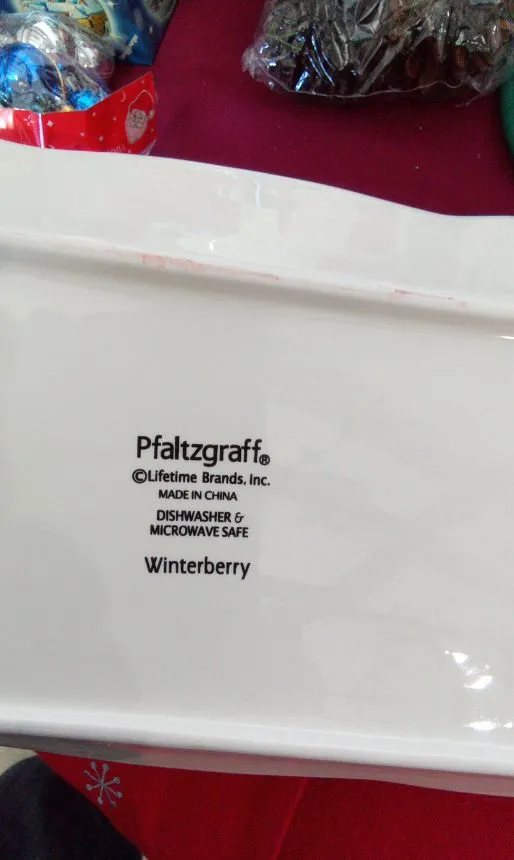 Pfaltzgraff®
©Lifetime Brands, Inc.
MADE IN CHINA
DISHWASHER &
MICROWAVE SAFE
Winterberry